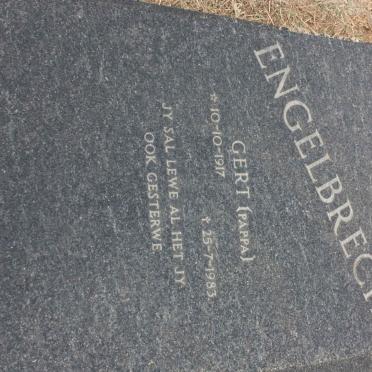 ENGELBREC
GERT (PAPPA)
* 10-10-1917 † 25-7-1983
JY SAL LEWE AL HET JY
OOK GESTERWE